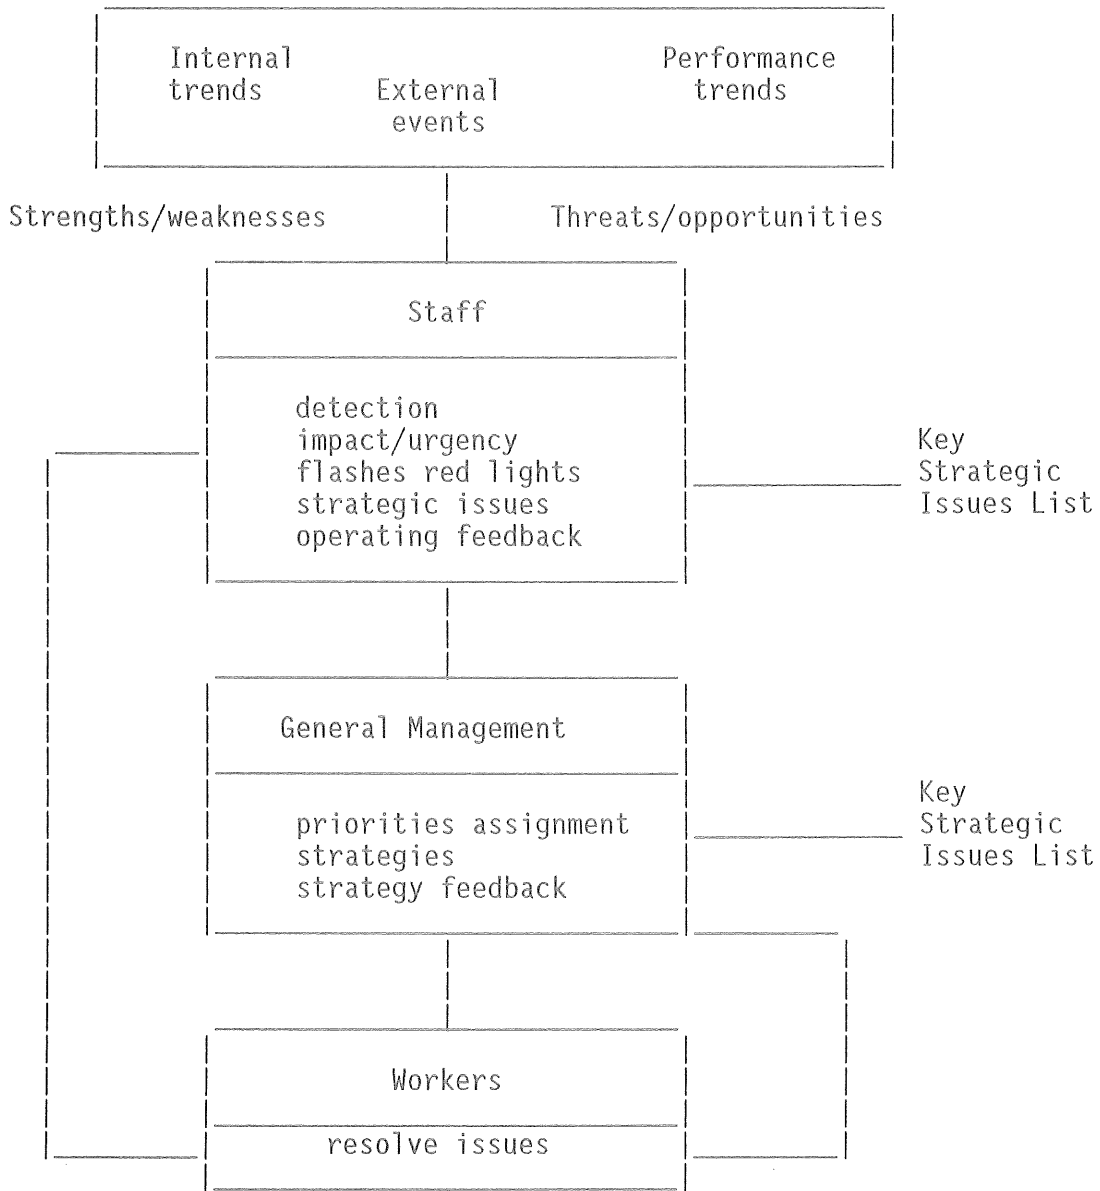 Internal trends
External events
Performance trends
Strengths/weaknesses
Threats/opportunities
Staff
detection
impact/urgency
flashes red lights
strategic issues
operating feedback
Key
Strategic
Issues List
General Management
priorities assignment
strategies
strategy feedback
Key
Strategic
Issues List
Workers
resolve issues